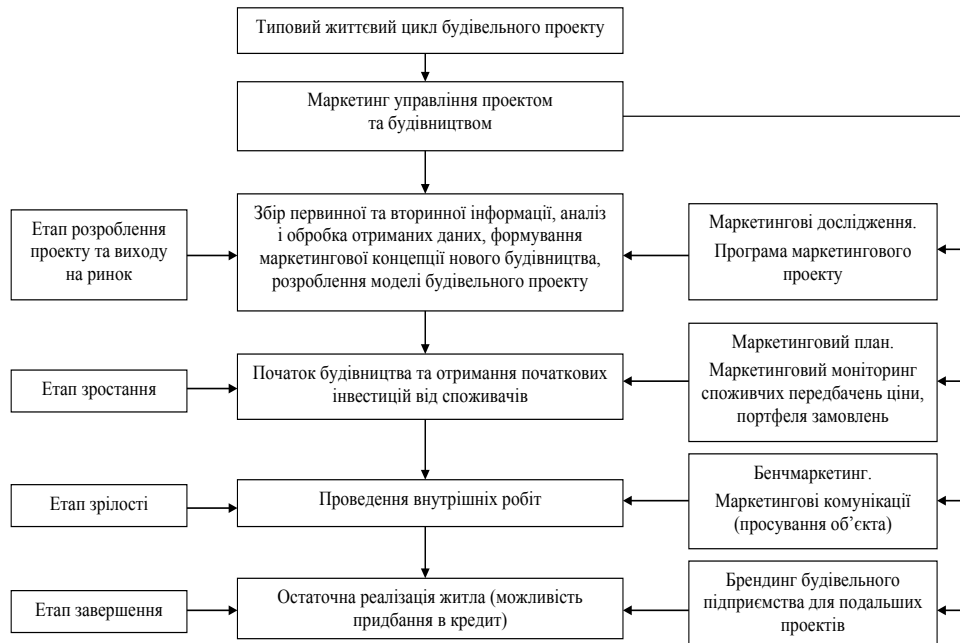 Типовий життєвий цикл будівельного проекту
Маркетинг управління проектом
та будівництвом
Етап розроблення
проекту та виходу
на ринок
Збір первинної та вторинної інформації, аналіз
і обробка отриманих даних, формування
маркетингової концепції нового будівництва,
розроблення моделі будівельного проекту
Маркетингові дослідження.
Програма маркетингового
проекту
Етап зростання
Початок будівництва та отримання початкових
інвестицій від споживачів
Маркетинговий план.
Маркетинговий моніторинг
споживчих передбачень ціни,
портфеля замовлень
Етап зрілості
Проведення внутрішніх робіт
Бенчмаркетинг.
Маркетингові комунікації
(просування об’єкта)
Етап завершення
Остаточна реалізація житла (можливість
придбання в кредит)
Брендинг будівельного
підприємства для подальших
проектів